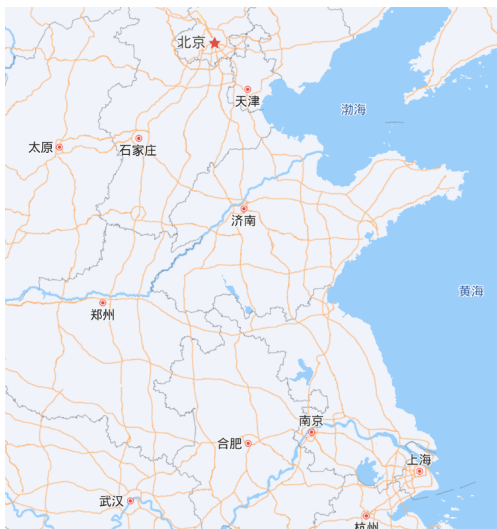 北京
天津
渤海
太原
石家庄
济南
黄海
郑州
南京
合肥
上海
武汉
杭州